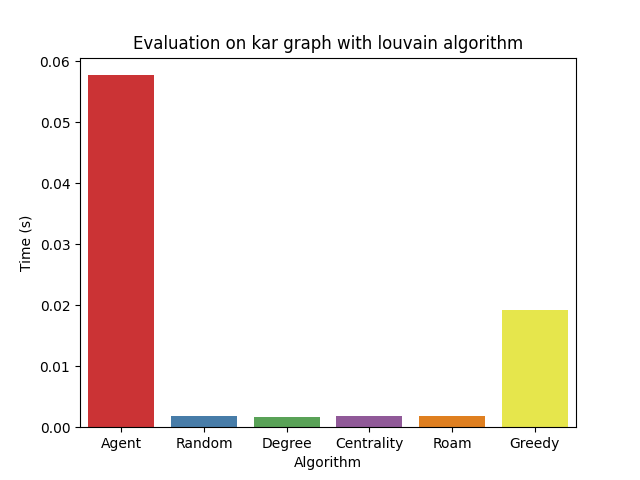 Evaluation on kar graph with louvain algorithm
0.06
0.05
0.04
0.03
0.02
0.01
0.00
Time (s)
Agent Random Degree Centrality Roam Greedy
Algorithm